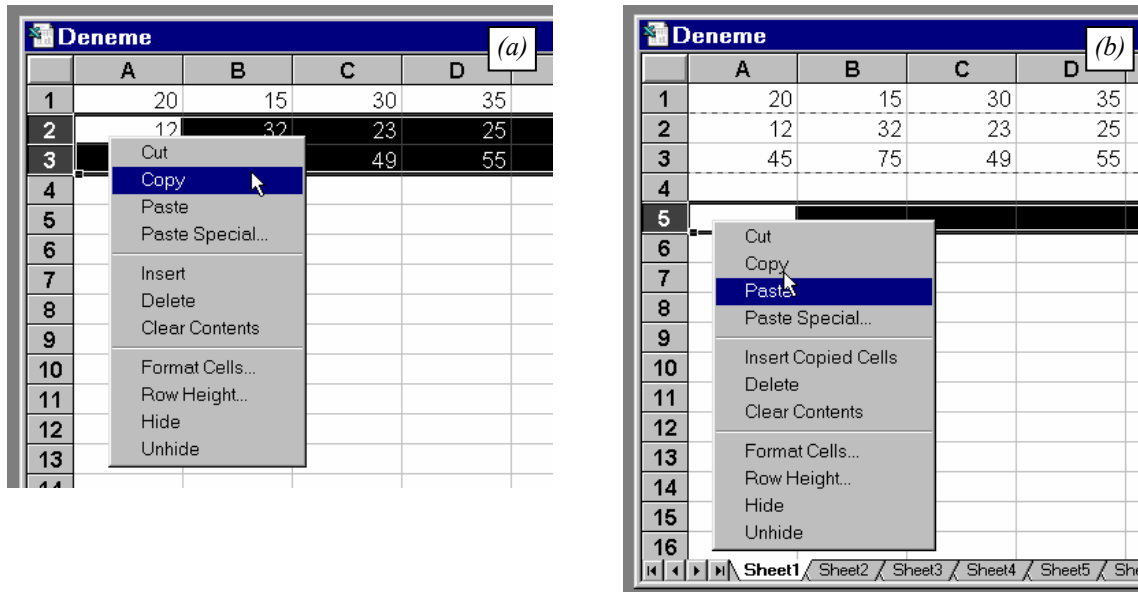 Deneme
(a)
A B C D
1 20 15 30 35
2 12 32 23 25
3 49 55
4
5
6
7
8
9
10
11
12
13
14
Cut
Copy
Paste
Paste Special...
Insert
Delete
Clear Contents
Format Cells...
Row Height...
Hide
Unhide
Deneme
(b)
A B C D
1 20 15 30 35
2 12 32 23 25
3 45 75 49 55
4
5
6
7
8
9
10
11
12
13
14
15
16
Cut
Copy
Paste
Paste Special...
Insert Copied Cells
Delete
Clear Contents
Format Cells...
Row Height...
Hide
Unhide
Sheet1 Sheet2 Sheet3 Sheet4 Sheet5 She